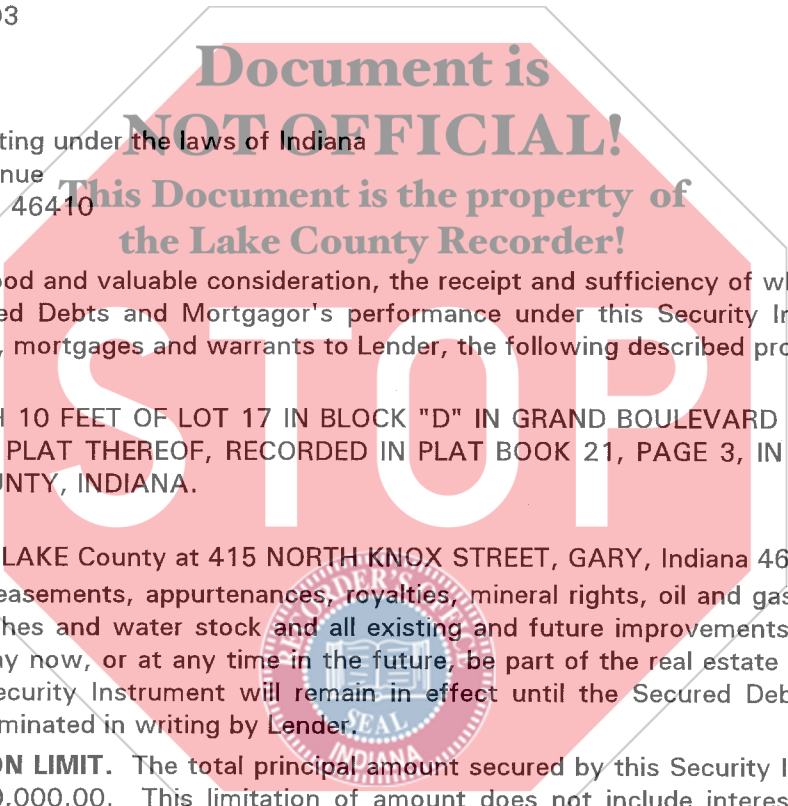 03
Document is
NOT OFFICIAL!
ting under the laws of Indiana
nue
This Document is the property of
46410
the Lake County Recorder!
ood and valuable consideration, the receipt and sufficiency of wh
ed Debts and Mortgagor's performance under this Security In
, mortgages and warrants to Lender, the following described pro
STOP
H 10 FEET OF LOT 17 IN BLOCK "D" IN GRAND BOULEVARD
PLAT THEREOF, RECORDED IN PLAT BOOK 21, PAGE 3, IN
UNTY, INDIANA.
LAKE County at 415 NORTH KNOX STREET, GARY, Indiana 46
easements, appurtenances, royalties, mineral rights, oil and gas
hes and water stock and all existing and future improvements
ay now, or at any time in the future, be part of the real estate
ecurity Instrument will remain in effect until the Secured Deb
minated in writing by Lender.
SEAL
INDIANA
ON LIMIT. The total principal amount secured by this Security I
0,000.00. This limitation of amount does not include interes